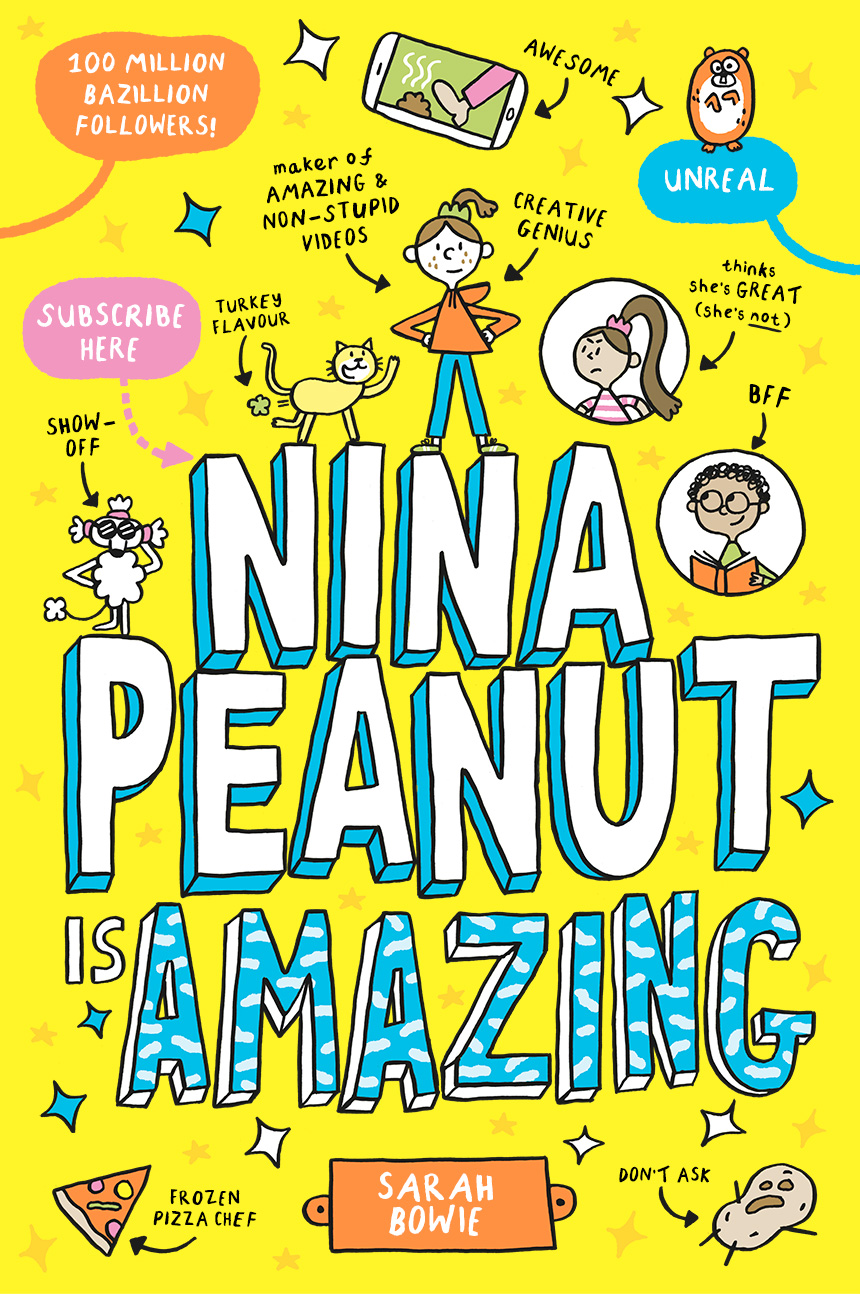 100 MILLION
BAZILLION
FOLLOWERS!
AWESOME
UNREAL
maker of
AMAZING &
NON-STUPID
VIDEOS
CREATIVE
GENIUS
thinks
she's GREAT
(she's not)
SUBSCRIBE
HERE
TURKEY
FLAVOUR
BFF
SHOW-
OFF
NINA
PEANUT
IS AMAZING
FROZEN
PIZZA CHEF
SARAH
BOWIE
DON'T ASK